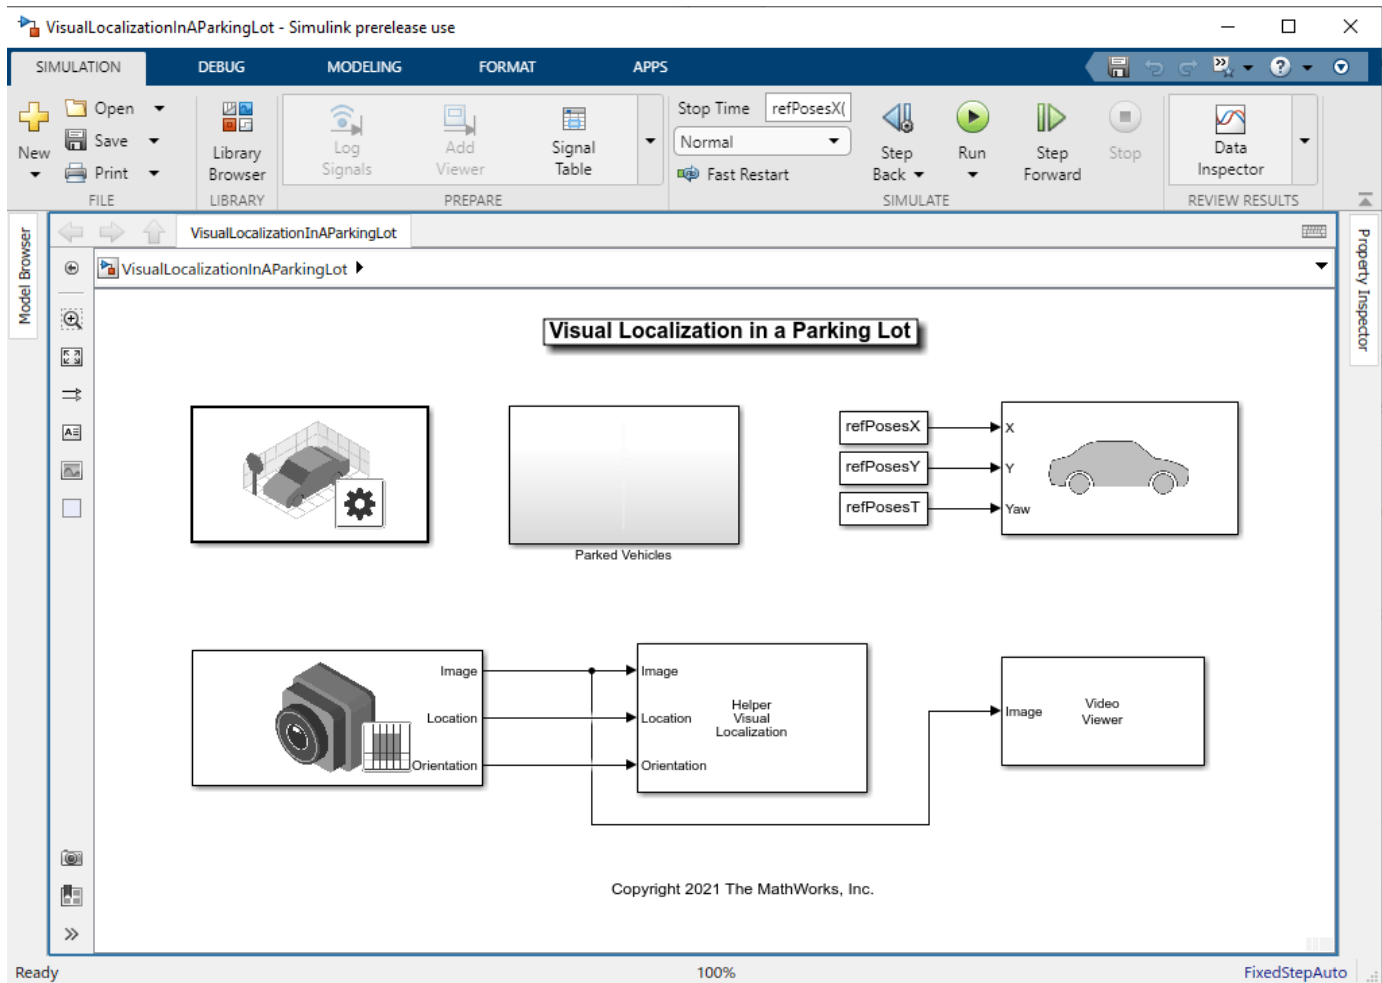 VisualLocalizationInAParkingLot - Simulink prerelease use
SIMULATION DEBUG MODELING FORMAT APPS
New
Open
Save
Print
FILE
Library
Browser
LIBRARY
Log
Signals
Add
Viewer
Signal
Table
PREPARE
Stop Time refPosesX(
Normal
Fast Restart
Step
Back
Run
Step
Forward
Stop
SIMULATE
Data
Inspector
REVIEW RESULTS
Model Browser
Property Inspector
VisualLocalizationInAParkingLot
VisualLocalizationInAParkingLot
Visual Localization in a Parking Lot
Parked Vehicles
refPosesX
refPosesY
refPosesT
X
Y
Yaw
Image
Location
Orientation
Image
Location
Orientation
Helper
Visual
Localization
Image
Video
Viewer
Copyright 2021 The MathWorks, Inc.
Ready 100% FixedStepAuto